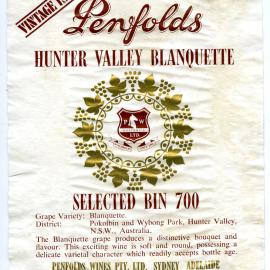 VINTAGE
Penfolds
HUNTER VALLEY BLANQUETTE
P W
LTD.
SELECTED BIN 700
Grape Variety: Blanquette.
District: Pokolbin and Wybong Park, Hunter Valley,
N.S.W., Australia.
The Blanquette grape produces a distinctive bouquet and
flavour. This exciting wine is soft and round, possessing a
delicate varietal character which readily accepts bottle age.
PENFOLDS WINES PTY. LTD. SYDNEY ADELAIDE